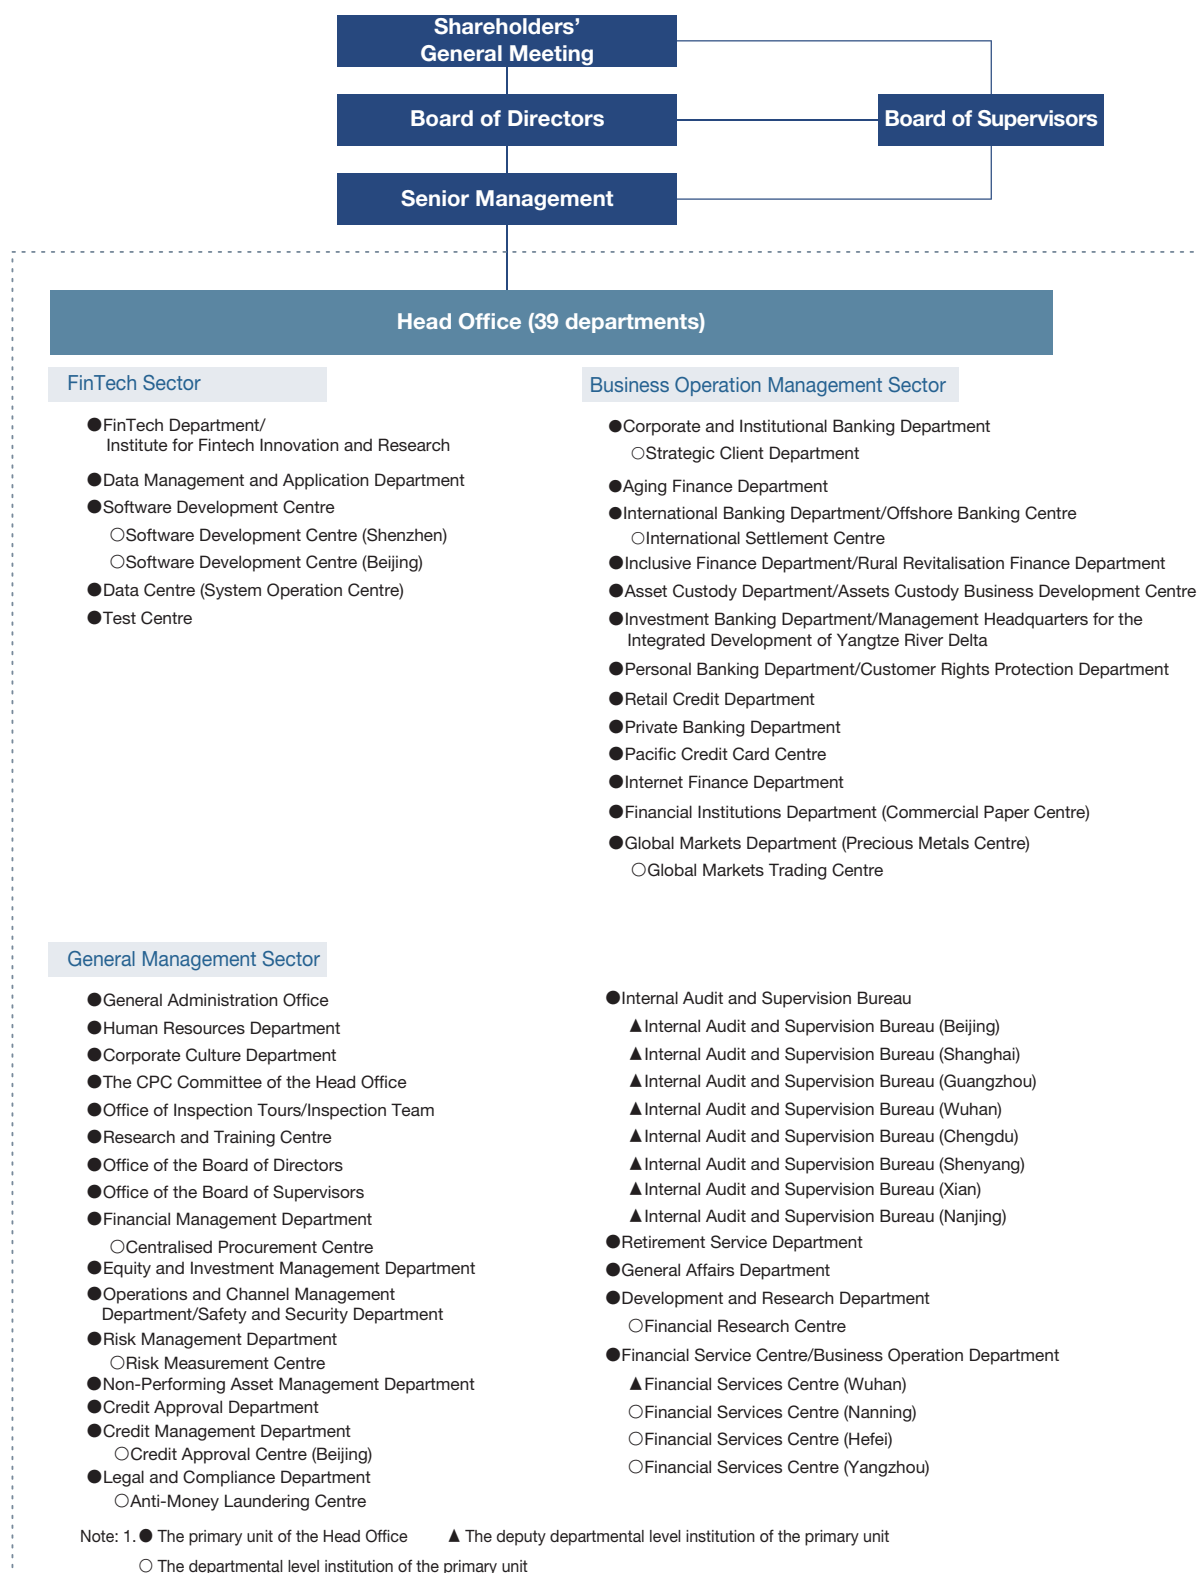 Shareholders’
General Meeting
Board of Directors
Board of Supervisors
Senior Management
Head Office (39 departments)
FinTech Sector
●FinTech Department/
Institute for Fintech Innovation and Research
●Data Management and Application Department
●Software Development Centre
○Software Development Centre (Shenzhen)
○Software Development Centre (Beijing)
●Data Centre (System Operation Centre)
●Test Centre
Business Operation Management Sector
●Corporate and Institutional Banking Department
○Strategic Client Department
●Aging Finance Department
●International Banking Department/Offshore Banking Centre
○International Settlement Centre
●Inclusive Finance Department/Rural Revitalisation Finance Department
●Asset Custody Department/Assets Custody Business Development Centre
●Investment Banking Department/Management Headquarters for the
Integrated Development of Yangtze River Delta
●Personal Banking Department/Customer Rights Protection Department
●Retail Credit Department
●Private Banking Department
●Pacific Credit Card Centre
●Internet Finance Department
●Financial Institutions Department (Commercial Paper Centre)
●Global Markets Department (Precious Metals Centre)
○Global Markets Trading Centre
General Management Sector
●General Administration Office
●Human Resources Department
●Corporate Culture Department
●The CPC Committee of the Head Office
●Office of Inspection Tours/Inspection Team
●Research and Training Centre
●Office of the Board of Directors
●Office of the Board of Supervisors
●Financial Management Department
○Centralised Procurement Centre
●Equity and Investment Management Department
●Operations and Channel Management
Department/Safety and Security Department
●Risk Management Department
○Risk Measurement Centre
●Non-Performing Asset Management Department
●Credit Approval Department
●Credit Management Department
○Credit Approval Centre (Beijing)
●Legal and Compliance Department
○Anti-Money Laundering Centre
●Internal Audit and Supervision Bureau
▲Internal Audit and Supervision Bureau (Beijing)
▲Internal Audit and Supervision Bureau (Shanghai)
▲Internal Audit and Supervision Bureau (Guangzhou)
▲Internal Audit and Supervision Bureau (Wuhan)
▲Internal Audit and Supervision Bureau (Chengdu)
▲Internal Audit and Supervision Bureau (Shenyang)
▲Internal Audit and Supervision Bureau (Xian)
▲Internal Audit and Supervision Bureau (Nanjing)
●Retirement Service Department
●General Affairs Department
●Development and Research Department
○Financial Research Centre
●Financial Service Centre/Business Operation Department
▲Financial Services Centre (Wuhan)
○Financial Services Centre (Nanning)
○Financial Services Centre (Hefei)
○Financial Services Centre (Yangzhou)
Note: 1. ● The primary unit of the Head Office ▲ The deputy departmental level institution of the primary unit
○ The departmental level institution of the primary unit